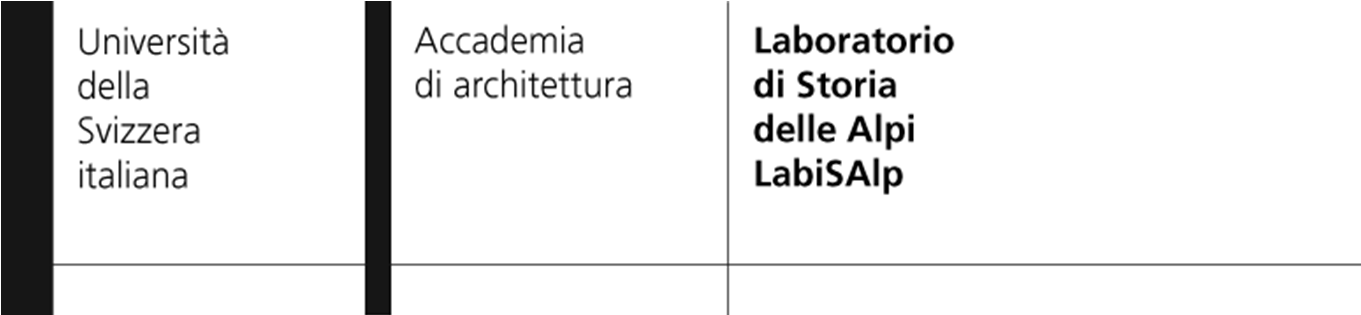 Università
della
Svizzera
italiana
Accademia
di architettura
Laboratorio
di Storia
delle Alpi
LabiSAlp